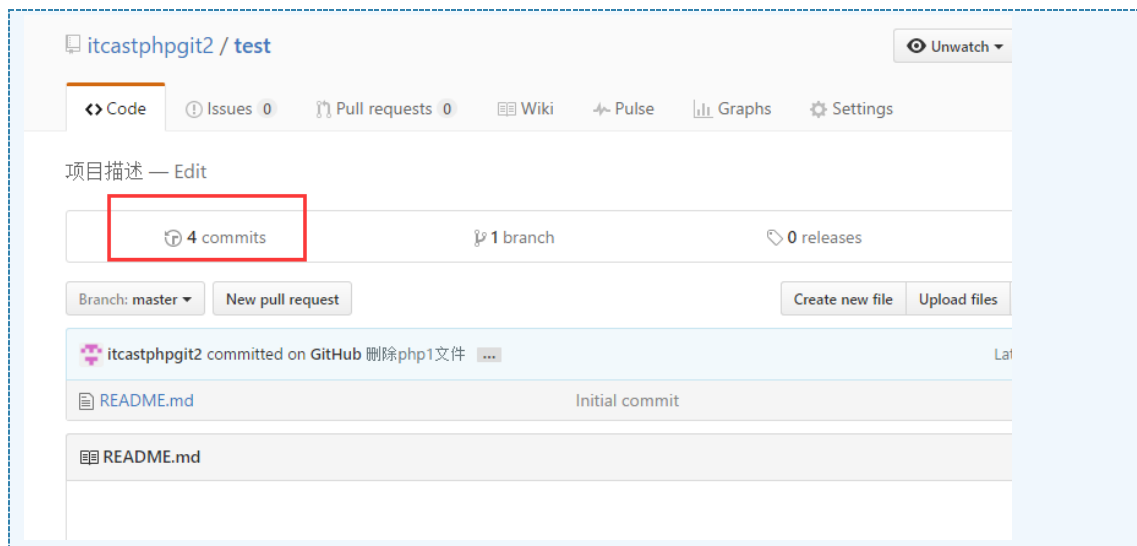 itcastphpgit2 / test
Unwatch
Code Issues 0 Pull requests 0 Wiki Pulse Graphs Settings
项目描述 — Edit
4 commits 1 branch 0 releases
Branch: master New pull request Create new file Upload files
itcastphpgit2 committed on GitHub 删除php1文件 ... Lat
README.md Initial commit
README.md